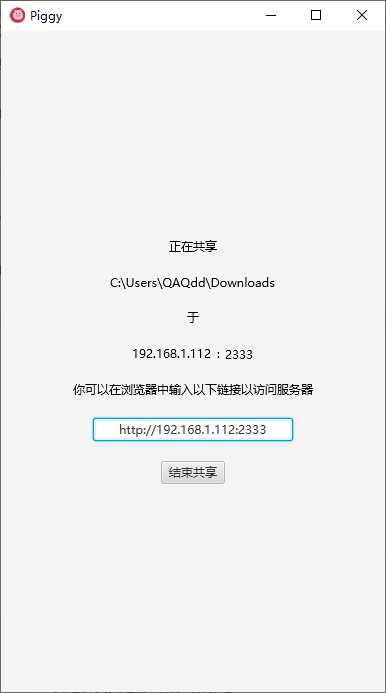 Piggy
正在共享
C:\Users\QAQdd\Downloads
于
192.168.1.112 : 2333
你可以在浏览器中输入以下链接以访问服务器
http://192.168.1.112:2333
结束共享